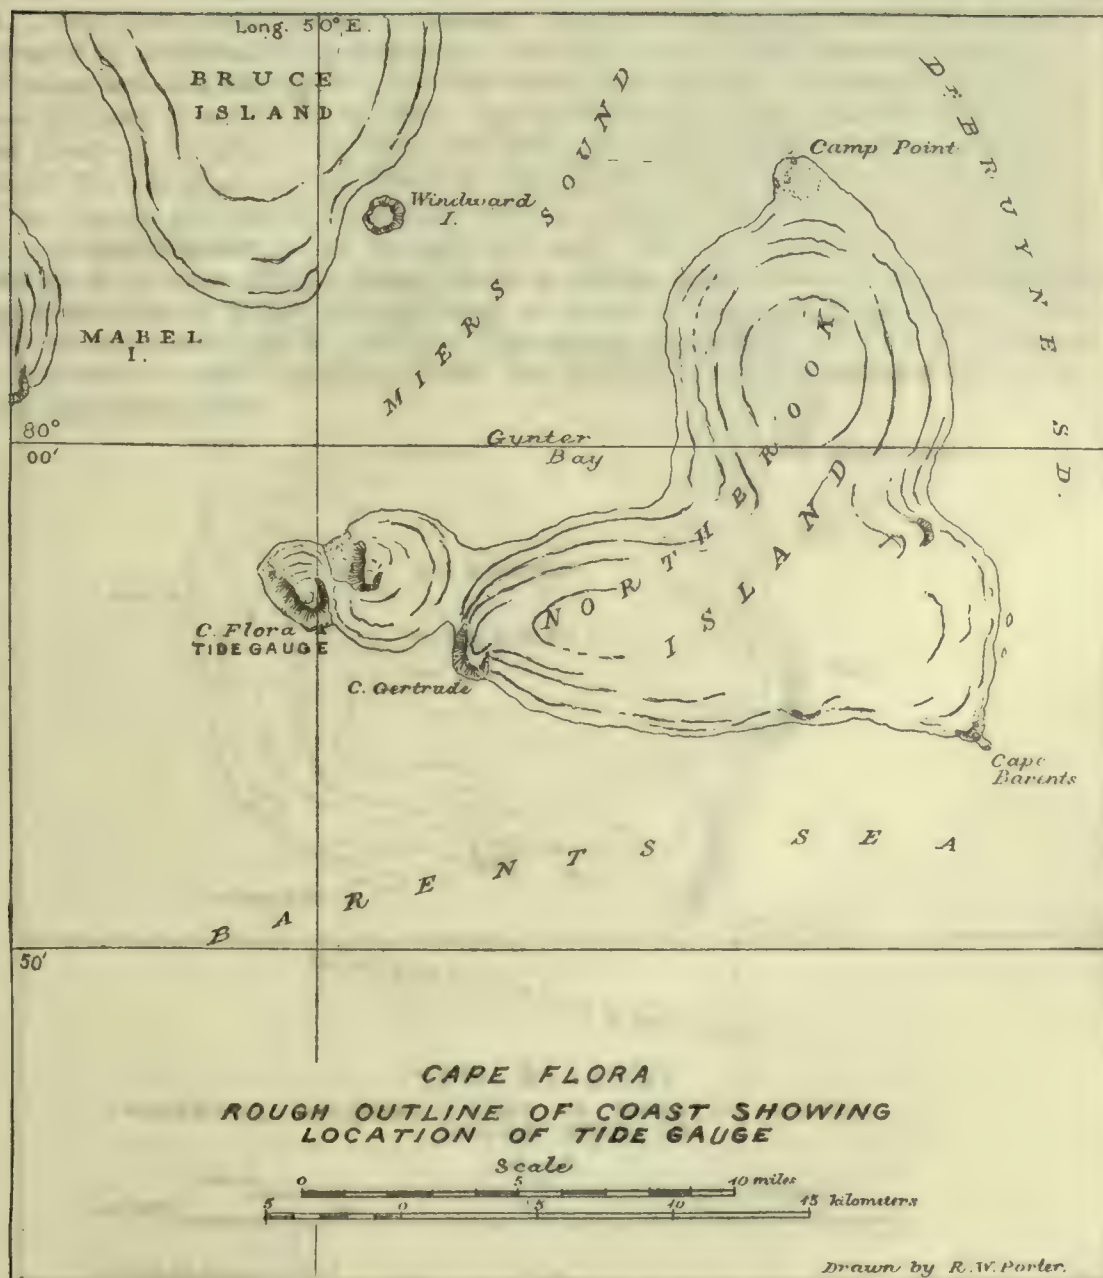 Long. 50° E.
BRUCE
ISLAND
DE BRUYNE SD.
MIERS SOUND
Camp Point
Windward
I.
MABEL
I.
80°
00'
Gynter
Bay
NORTHBROOK
ISLAND
C. Flora
TIDE GAUGE
C. Gertrude
Cape
Barents
BARENTS SEA
50'
CAPE FLORA
ROUGH OUTLINE OF COAST SHOWING
LOCATION OF TIDE GAUGE
Scale
0 5 10 miles
5 0 5 10 15 kilometers
Drawn by R.W. Porter.